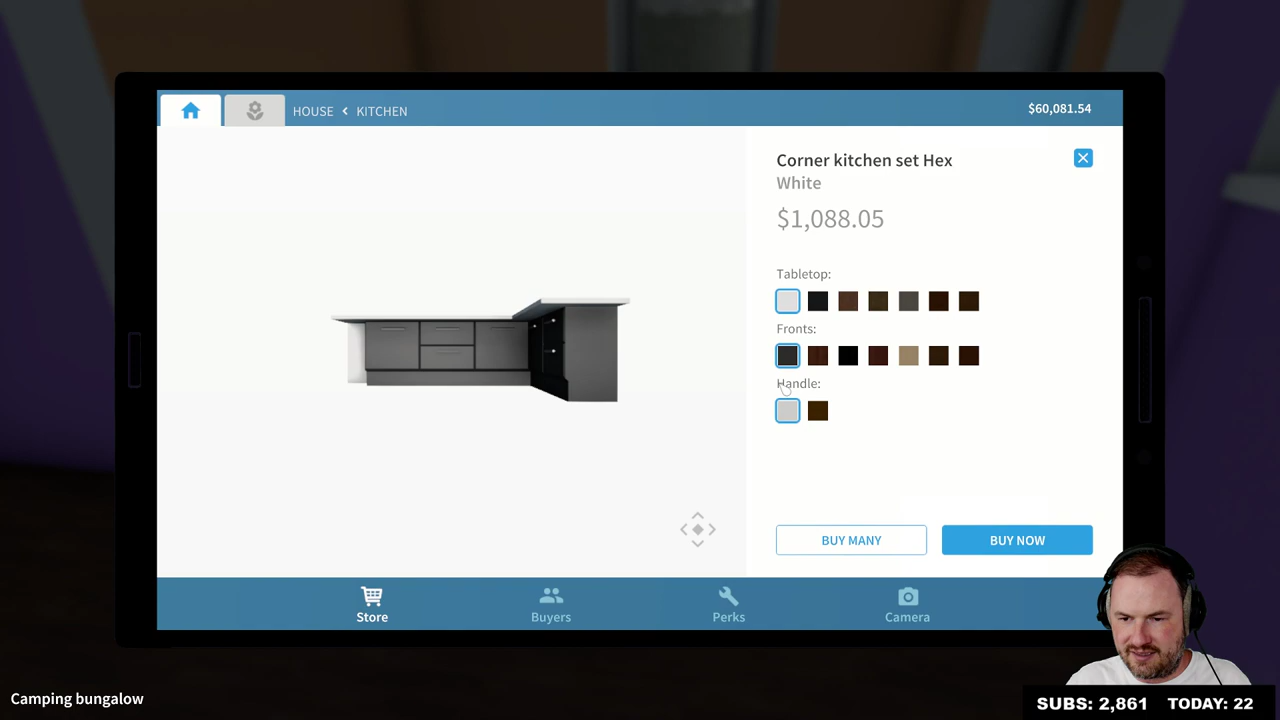 HOUSE < KITCHEN
$60,081.54
Corner kitchen set Hex
White
$1,088.05
Tabletop:
Fronts:
Handle:
BUY MANY
BUY NOW
Store
Buyers
Perks
Camera
Camping bungalow
SUBS: 2,861
TODAY: 22